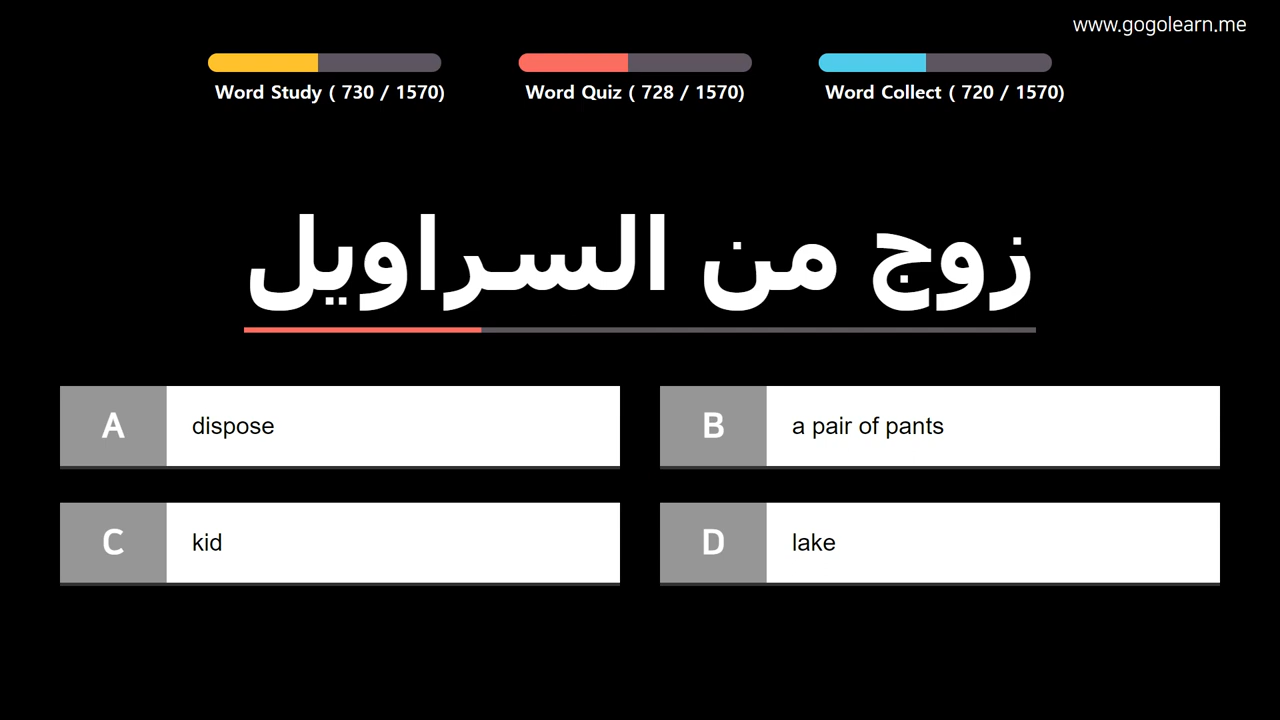 www.gogolearn.me
Word Study ( 730 / 1570)
Word Quiz ( 728 / 1570)
Word Collect ( 720 / 1570)
زوج من السراويل
A dispose
B a pair of pants
C kid
D lake